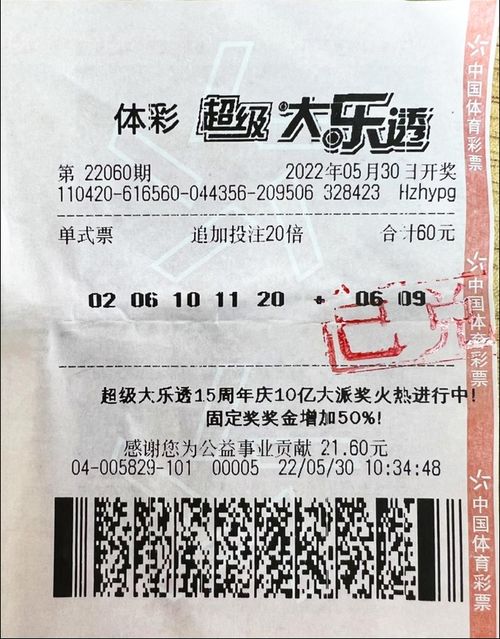 体彩 超级大乐透
第 22060期 2022年05月30日开奖
110420-616560-044356-209506 328423 Hzhypg
单式票 追加投注20倍 合计60元
02 06 10 11 20 + 06 09
已兑
超级大乐透15周年庆10亿大派奖火热进行中!
固定奖奖金增加50%!
感谢您为公益事业贡献 21.60元
04-005829-101 00005 22/05/30 10:34:48
中国体育彩票
中国体育彩票
中国体育彩票